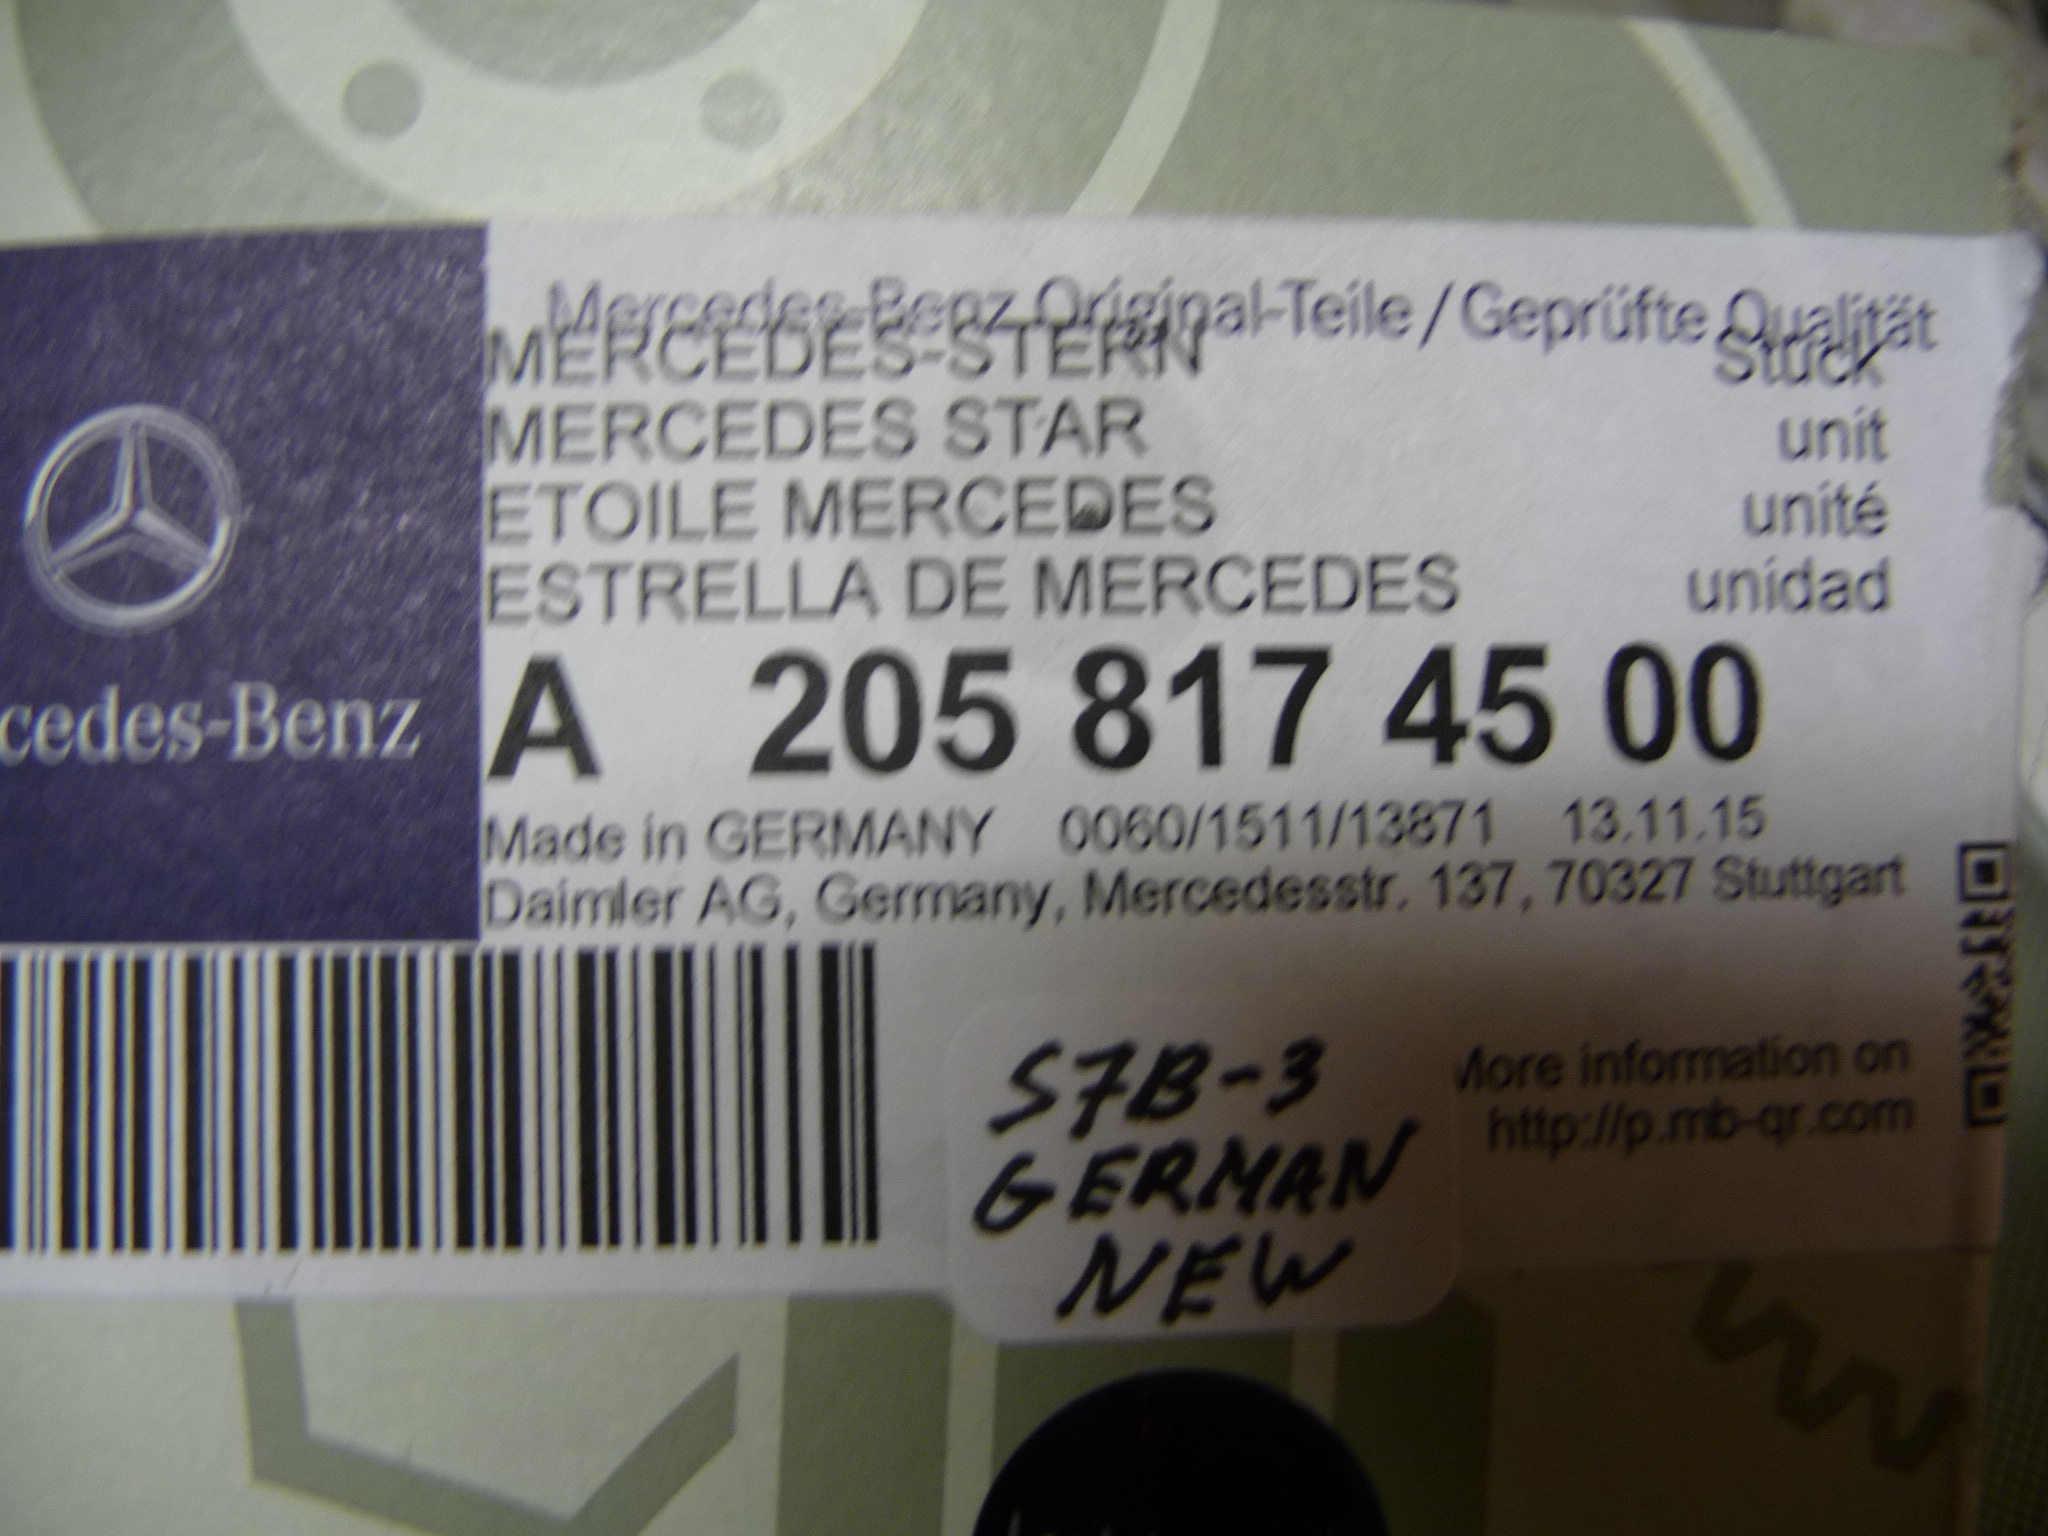 Mercedes-Benz Original-Teile / Geprüfte Qualität
MERCEDES-STERN Stück
MERCEDES STAR unit
ETOILE MERCEDES unité
ESTRELLA DE MERCEDES unidad
cedes-Benz
A 205 817 45 00
Made in GERMANY 0060/1511/13871 13.11.15
Daimler AG, Germany, Mercedesstr. 137, 70327 Stuttgart
S7B-3
GERMAN
NEW
More information on
http://p.mb-qr.com